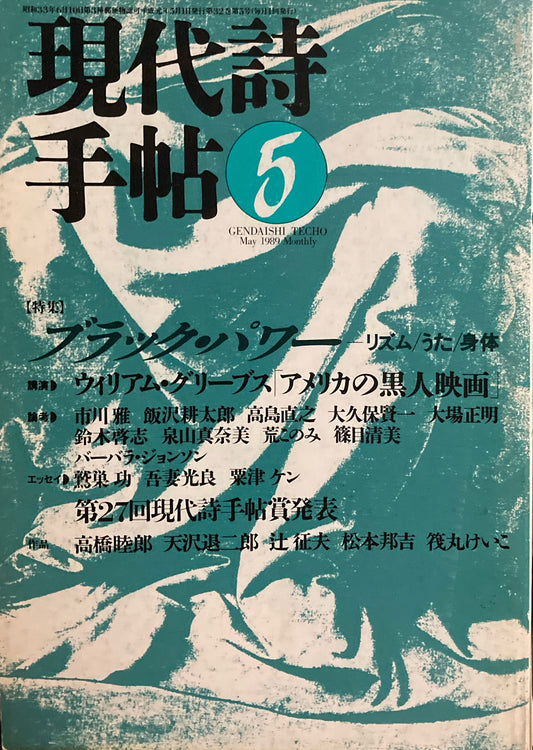 昭和33年6月10日第3種郵便物認可 平成元年5月1日発行第32巻第5号(毎月1回発行)
現代詩
手帖 5
GENDAISHI TECHO
May 1989 Monthly
【特集】
ブラック・パワー―リズム/うた/身体
講演 ウィリアム・グリーブス「アメリカの黒人映画」
論考 市川 雅 飯沢耕太郎 高島直之 大久保賢一 大場正明
鈴木啓志 泉山真奈美 荒このみ 篠目清美
バーバラ・ジョンソン
エッセイ 鷲巣 功 吾妻光良 粟津 ケン
第27回現代詩手帖賞発表
作品 高橋睦郎 天沢退二郎 辻 征夫 松本邦吉 筏丸けいこ